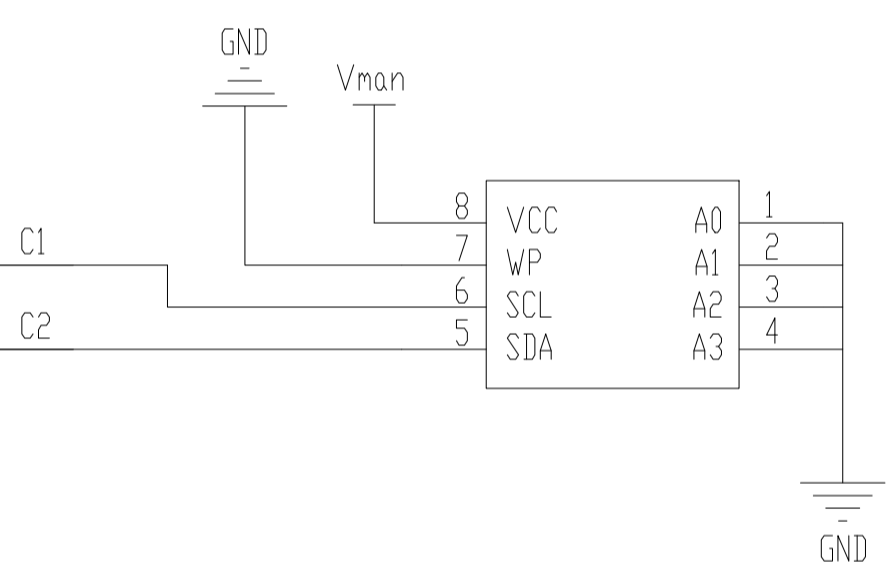 GND
Vman
8 VCC A0 1
C1 7 WP A1 2
6 SCL A2 3
C2 5 SDA A3 4
GND